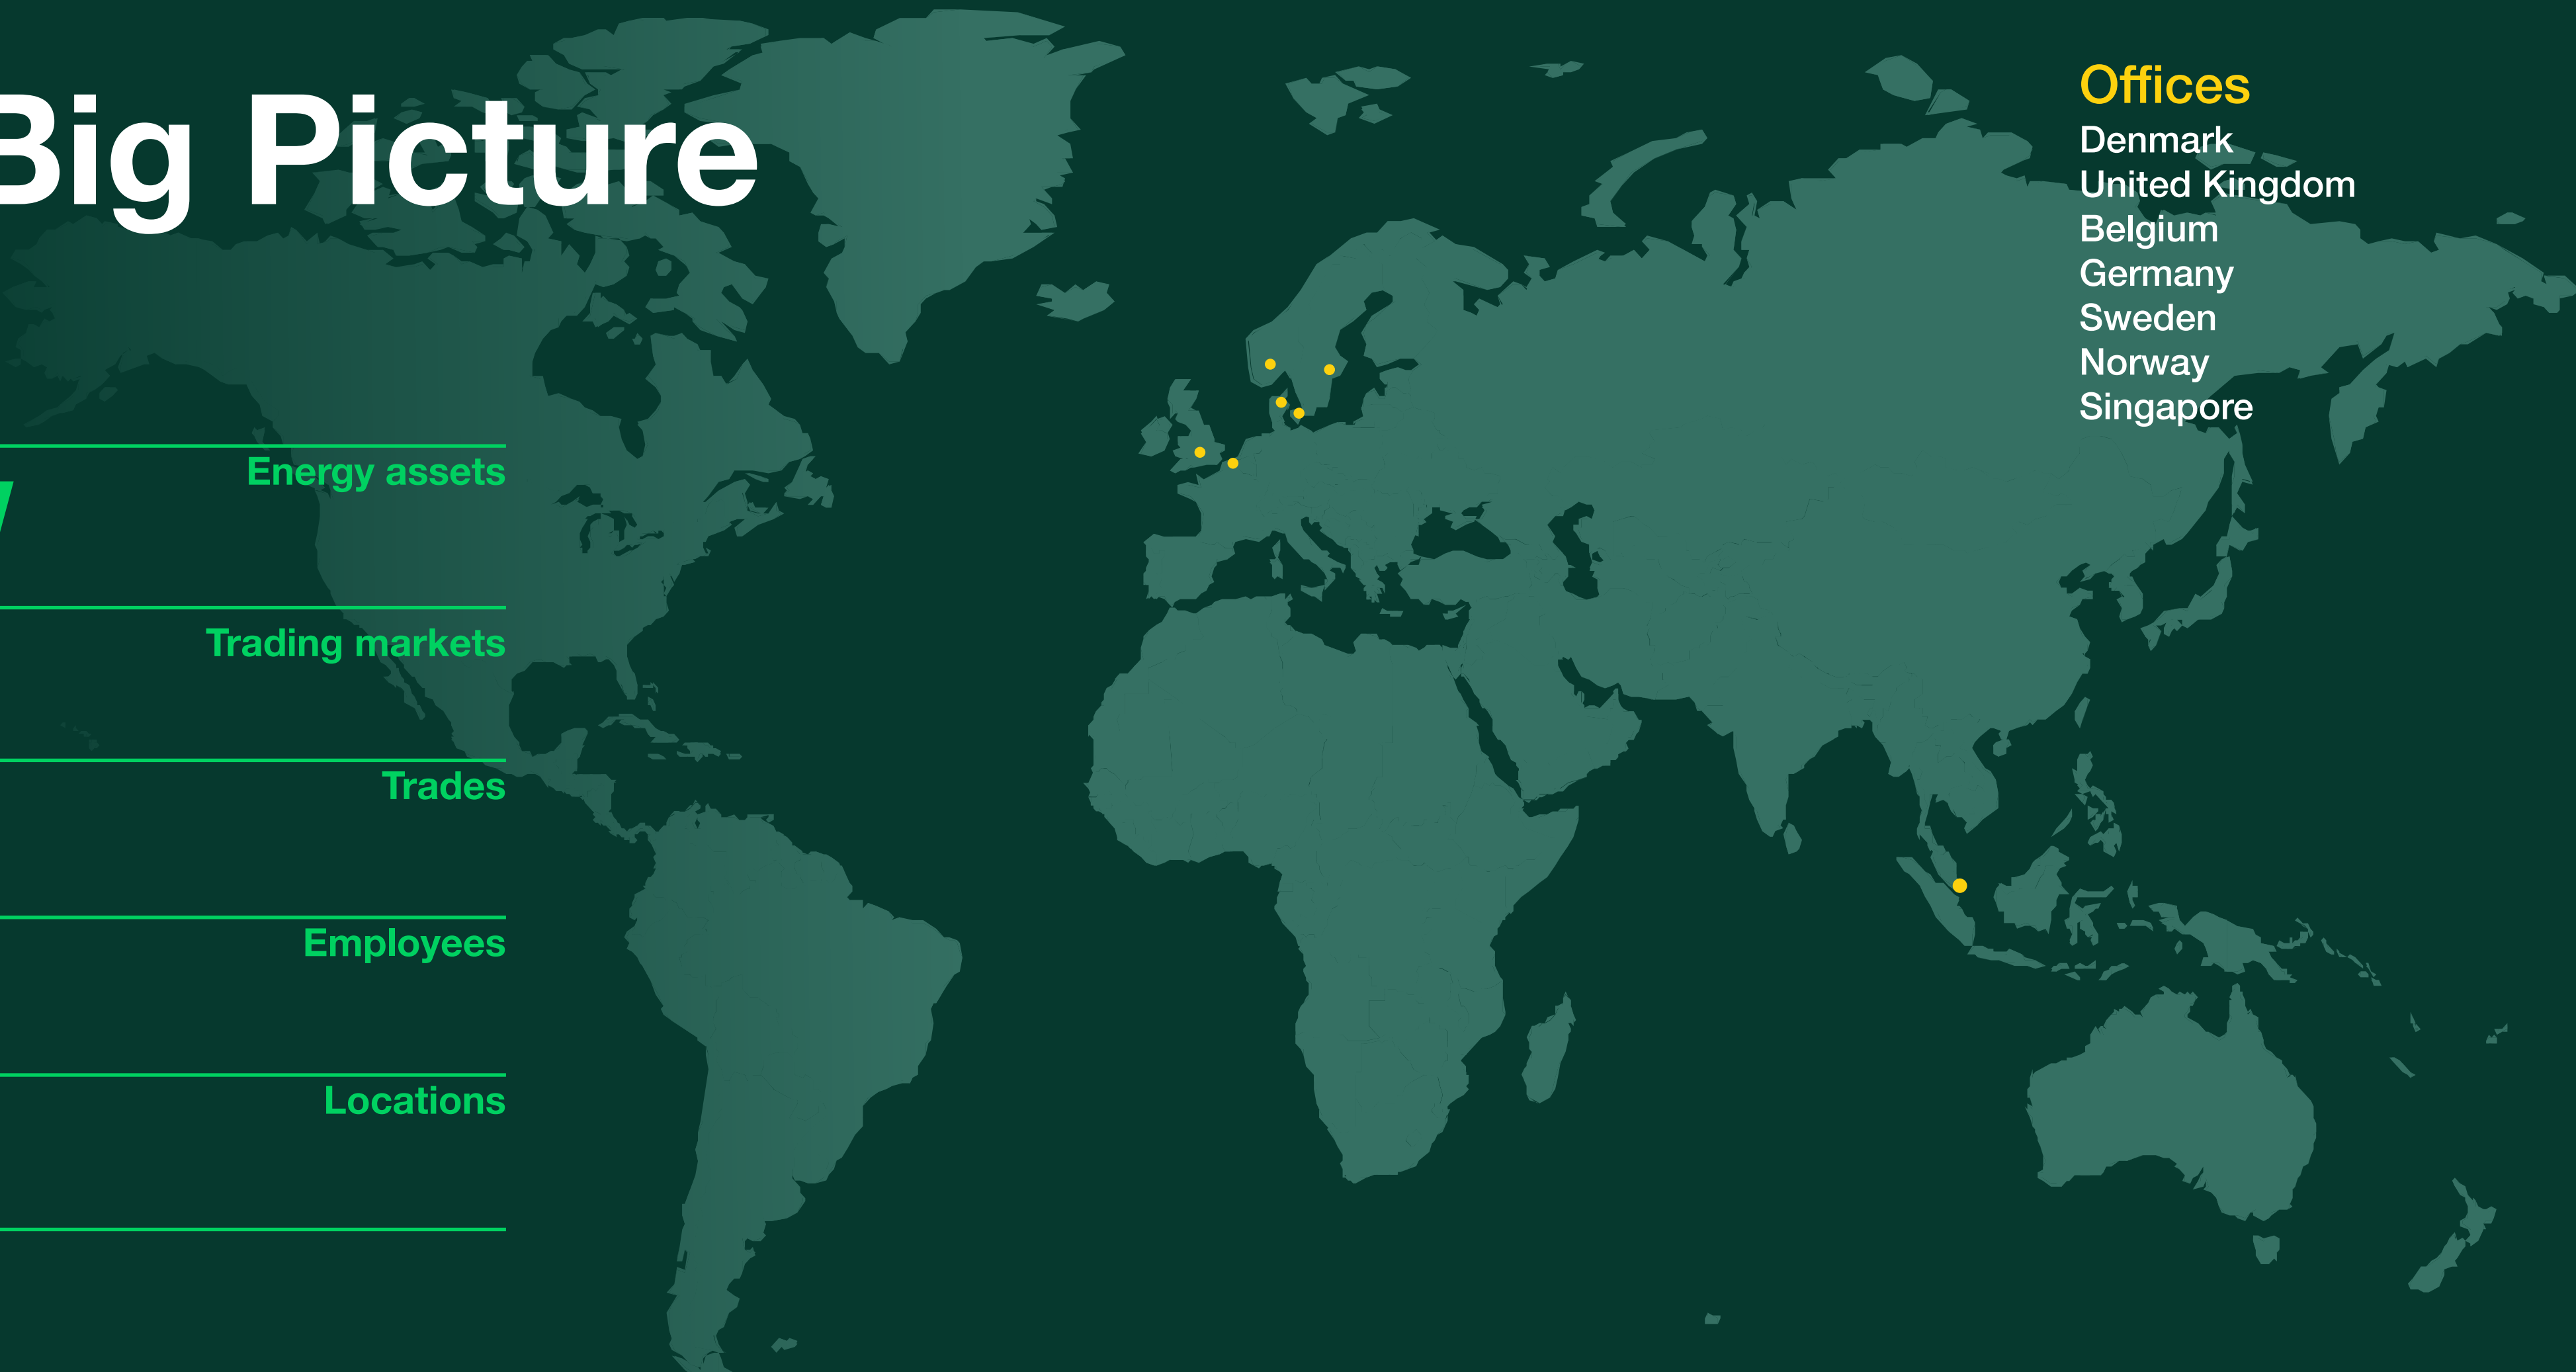 Big Picture
Energy assets
Trading markets
Trades
Employees
Locations
Offices
Denmark
United Kingdom
Belgium
Germany
Sweden
Norway
Singapore